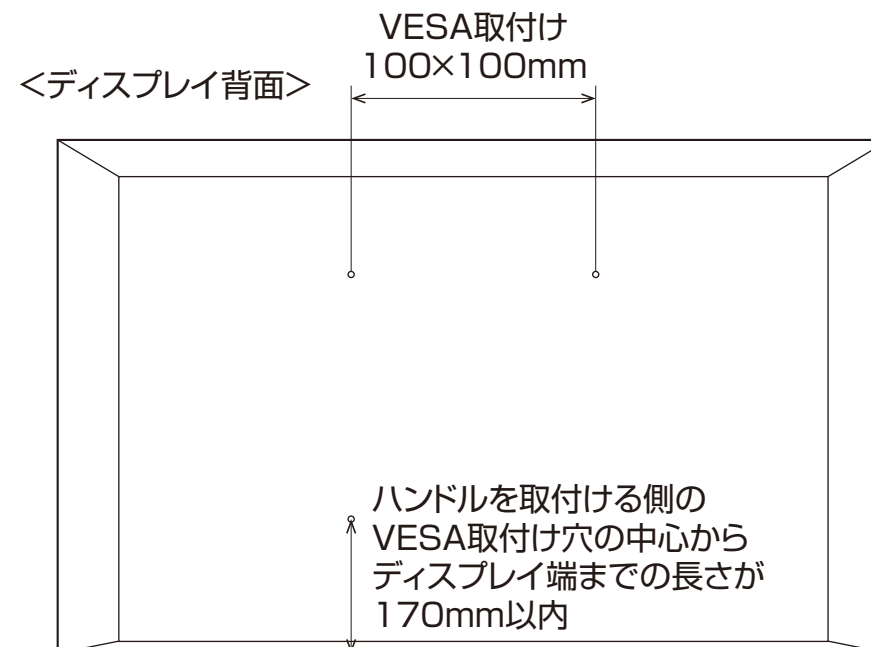 VESA取付け
100×100mm
＜ディスプレイ背面＞
ハンドルを取付ける側の
VESA取付け穴の中心から
ディスプレイ端までの長さが
170mm以内